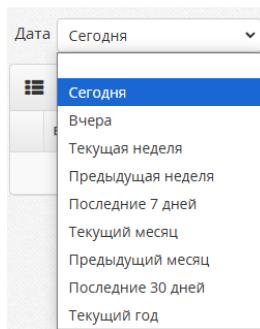 Дата Сегодня
Сегодня
Вчера
Текущая неделя
Предыдущая неделя
Последние 7 дней
Текущий месяц
Предыдущий месяц
Последние 30 дней
Текущий год